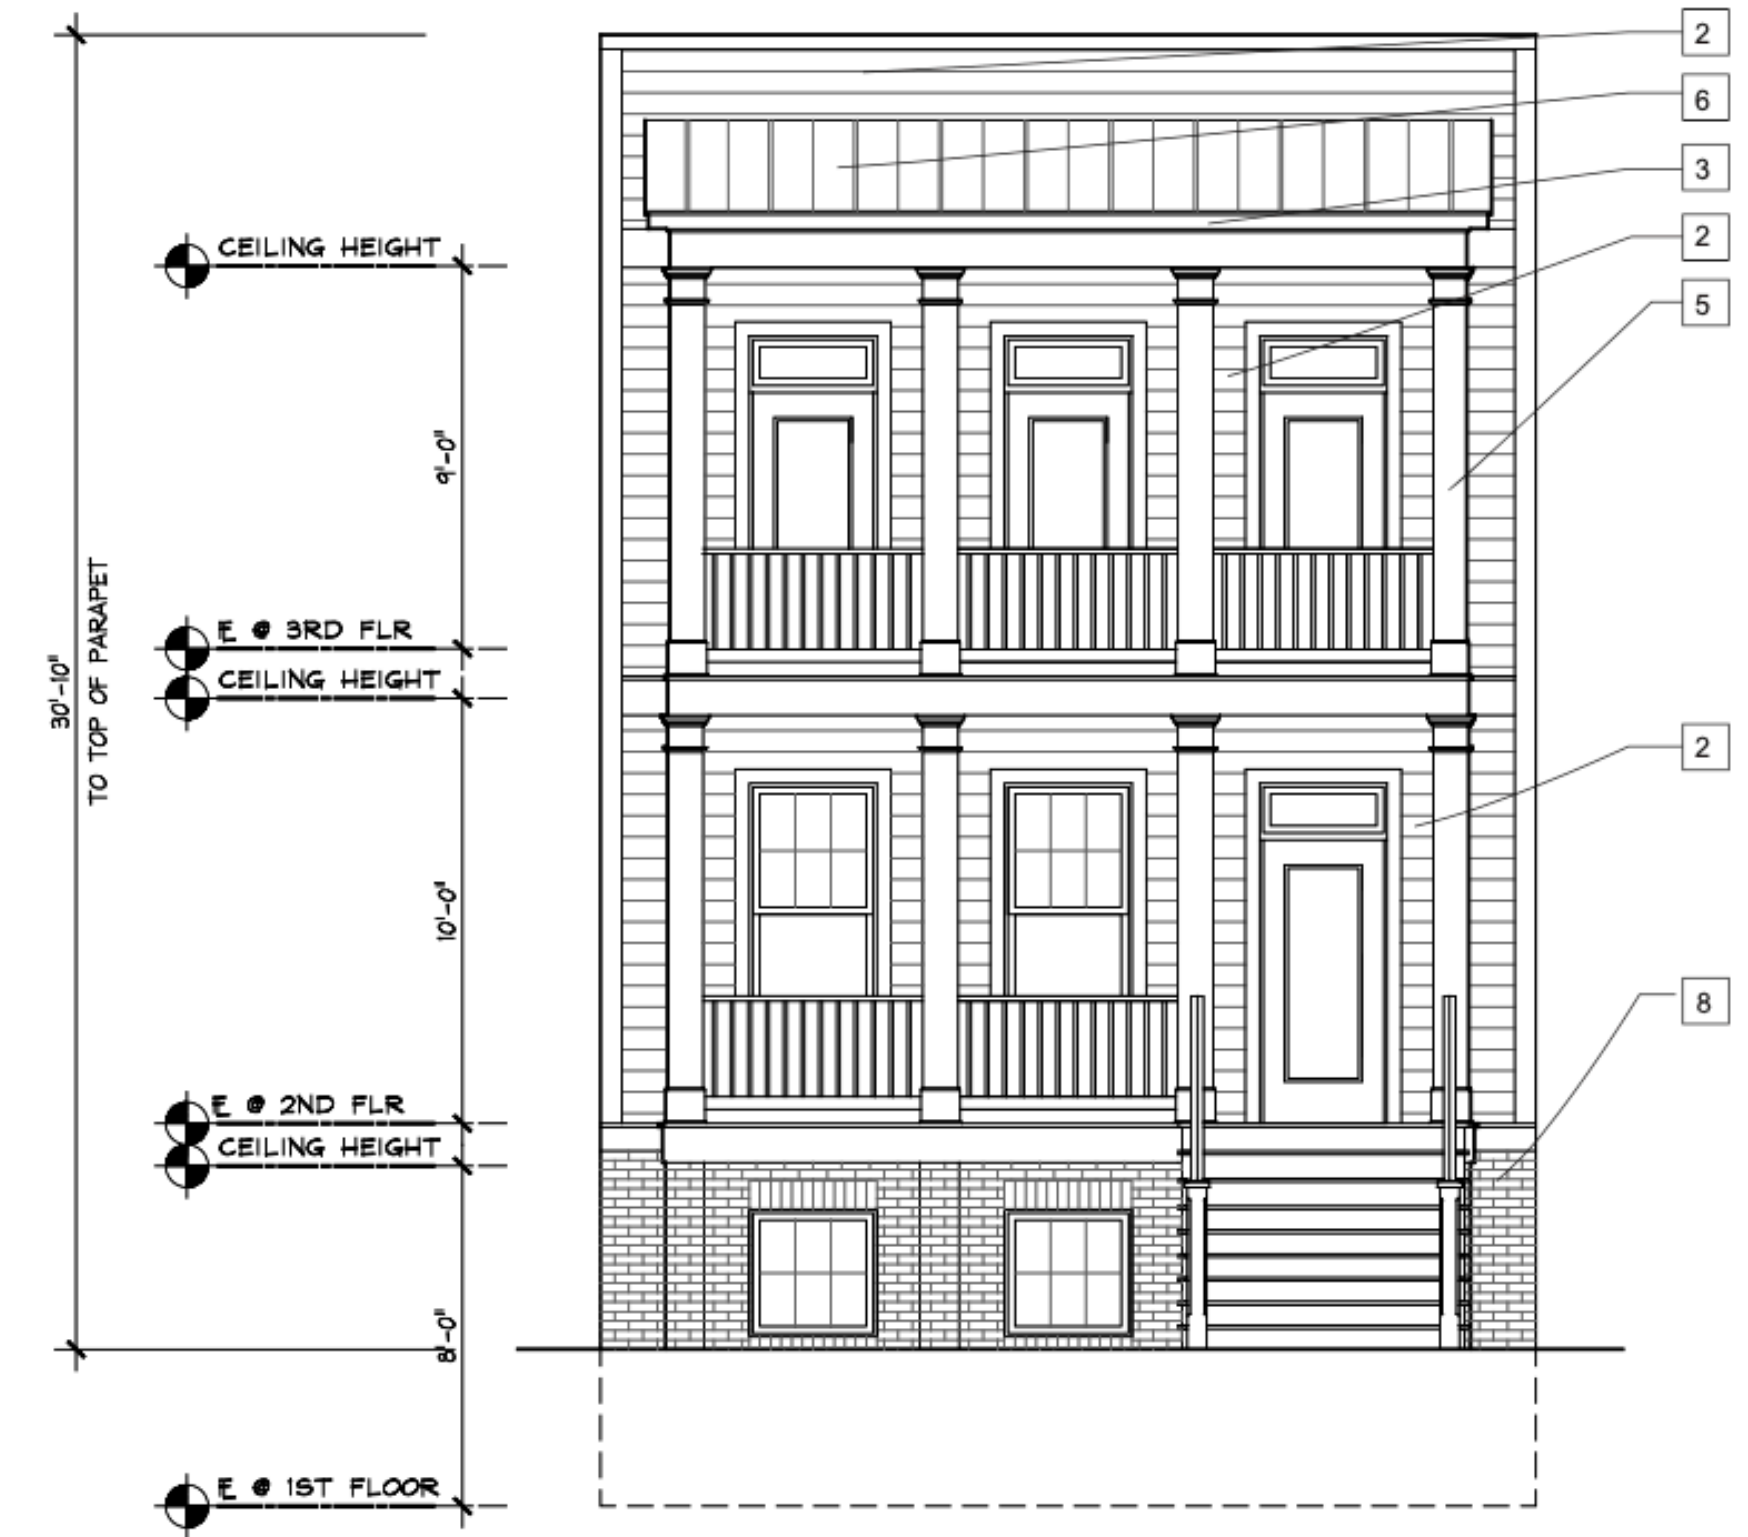 2
6
3
CEILING HEIGHT
2
5
9'-0"
30'-10"
TO TOP OF PARAPET
E @ 3RD FLR
CEILING HEIGHT
2
10'-0"
8
E @ 2ND FLR
CEILING HEIGHT
8'-0"
E @ 1ST FLOOR